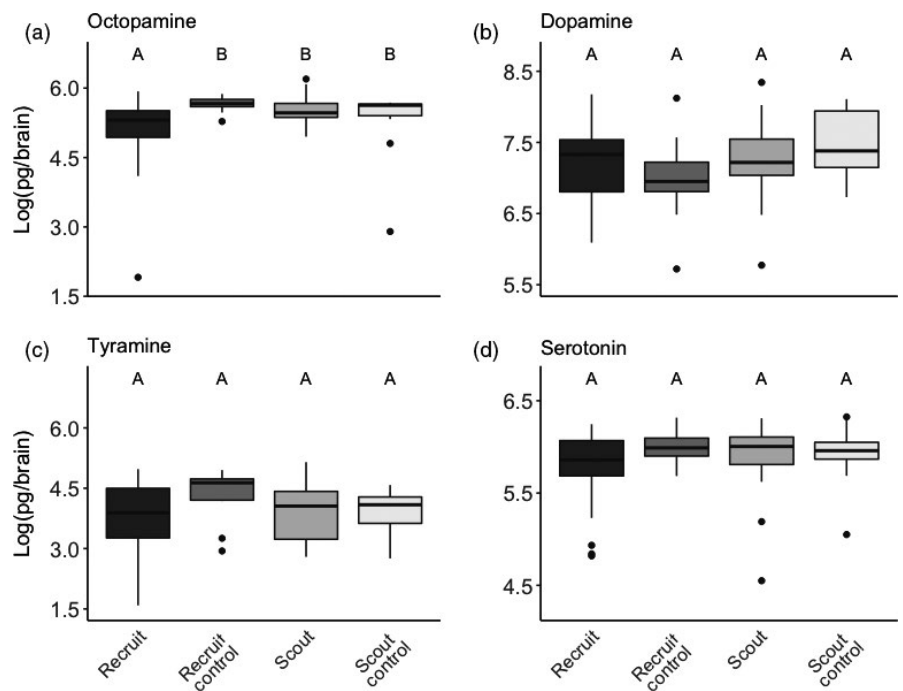 (a)
Octopamine
A B B B
Log(pg/brain)
6.0
4.5
3.0
1.5
(b)
Dopamine
A A A A
8.5
7.5
6.5
5.5
(c)
Tyramine
A A A A
Log(pg/brain)
6.0
4.5
3.0
1.5
Recruit
Recruit
control
Scout
Scout
control
(d)
Serotonin
A A A A
6.5
5.5
4.5
Recruit
Recruit
control
Scout
Scout
control